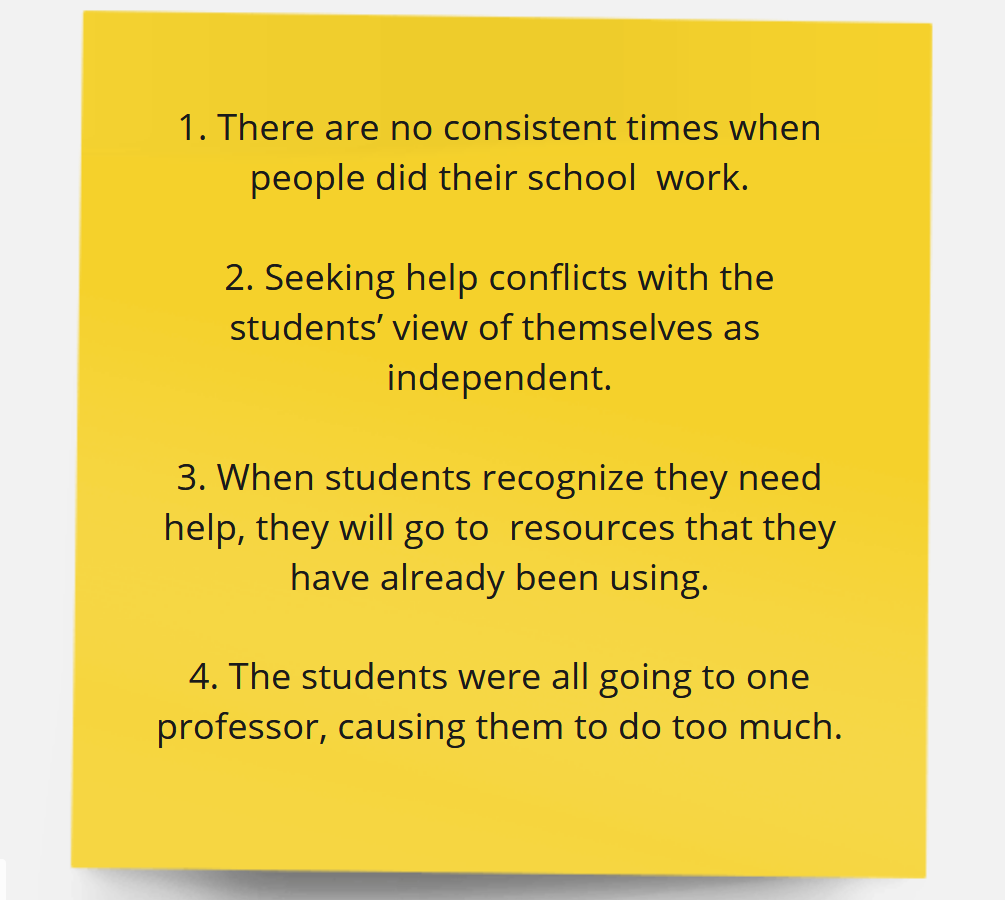 1. There are no consistent times when
people did their school  work.
2. Seeking help conflicts with the
students’ view of themselves as
independent.
3. When students recognize they need
help, they will go to  resources that they
have already been using.
4. The students were all going to one
professor, causing them to do too much.